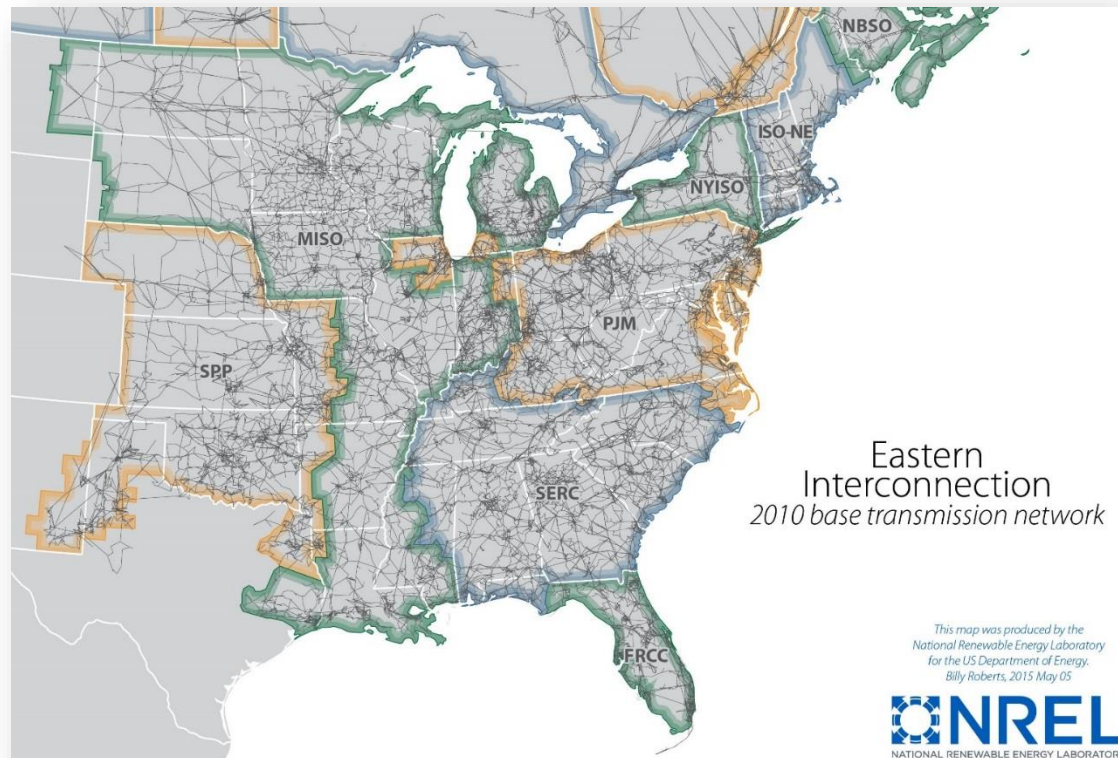 NBSO
ISO-NE
NYISO
MISO
PJM
SPP
SERC
FRCC
Eastern
Interconnection
2010 base transmission network
This map was produced by the
National Renewable Energy Laboratory
for the US Department of Energy.
Billy Roberts, 2015 May 05
NREL
NATIONAL RENEWABLE ENERGY LABORATOR